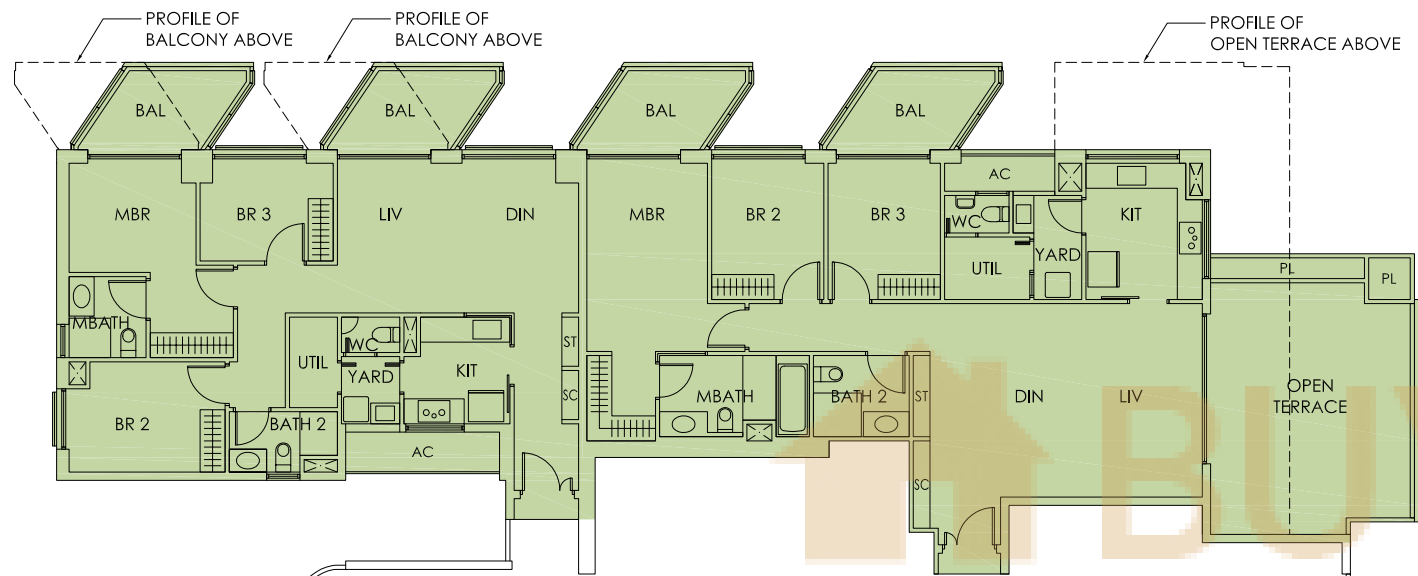 PROFILE OF
BALCONY ABOVE
PROFILE OF
BALCONY ABOVE
PROFILE OF
OPEN TERRACE ABOVE
BAL
BAL
BAL
BAL
MBR
BR 3
LIV
DIN
MBR
BR 2
BR 3
AC
WC
KIT
UTIL
YARD
PL
PL
MBATH
WC
UTIL
YARD
KIT
ST
SC
BR 2
BATH 2
AC
MBATH
BATH 2
ST
SC
DIN
LIV
OPEN
TERRACE
BU